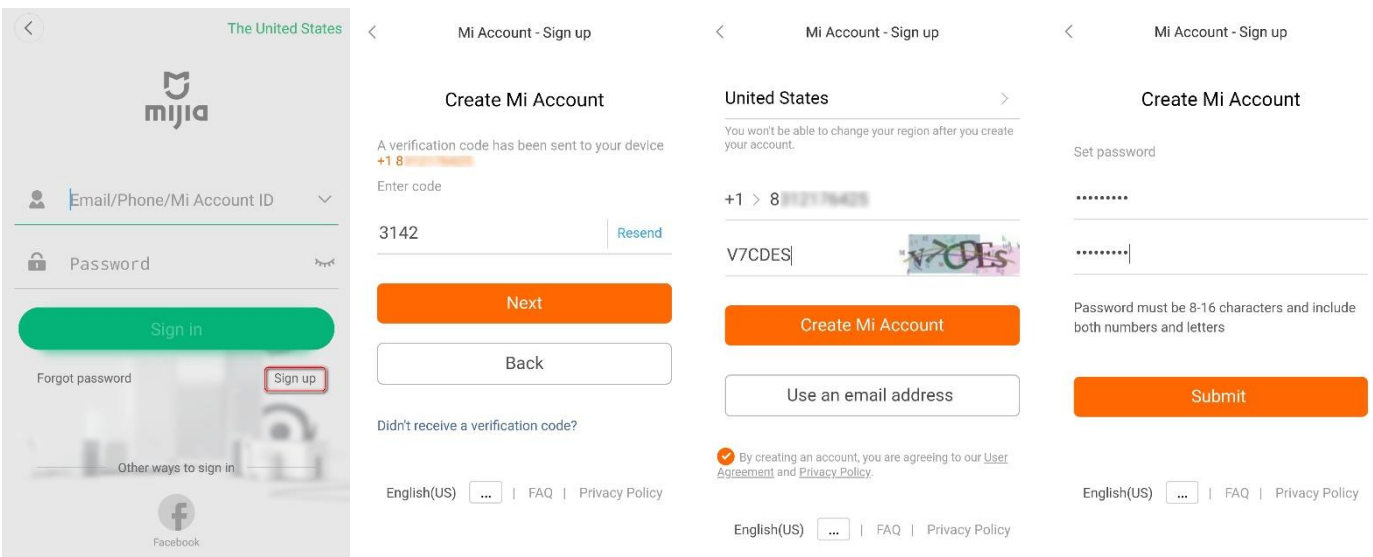 The United States
mijia
Email/Phone/Mi Account ID
Password
Sign in
Forgot password
Sign up
Other ways to sign in
Facebook
Mi Account - Sign up
Create Mi Account
A verification code has been sent to your device
+1 8
Enter code
3142
Resend
Next
Back
Didn't receive a verification code?
English(US) ... | FAQ | Privacy Policy
Mi Account - Sign up
United States
You won't be able to change your region after you create
your account.
+1 > 8
V7CDES
V7CDES
Create Mi Account
Use an email address
By creating an account, you are agreeing to our User
Agreement and Privacy Policy.
English(US) ... | FAQ | Privacy Policy
Mi Account - Sign up
Create Mi Account
Set password
•••••••••
•••••••••
Password must be 8-16 characters and include
both numbers and letters
Submit
English(US) ... | FAQ | Privacy Policy